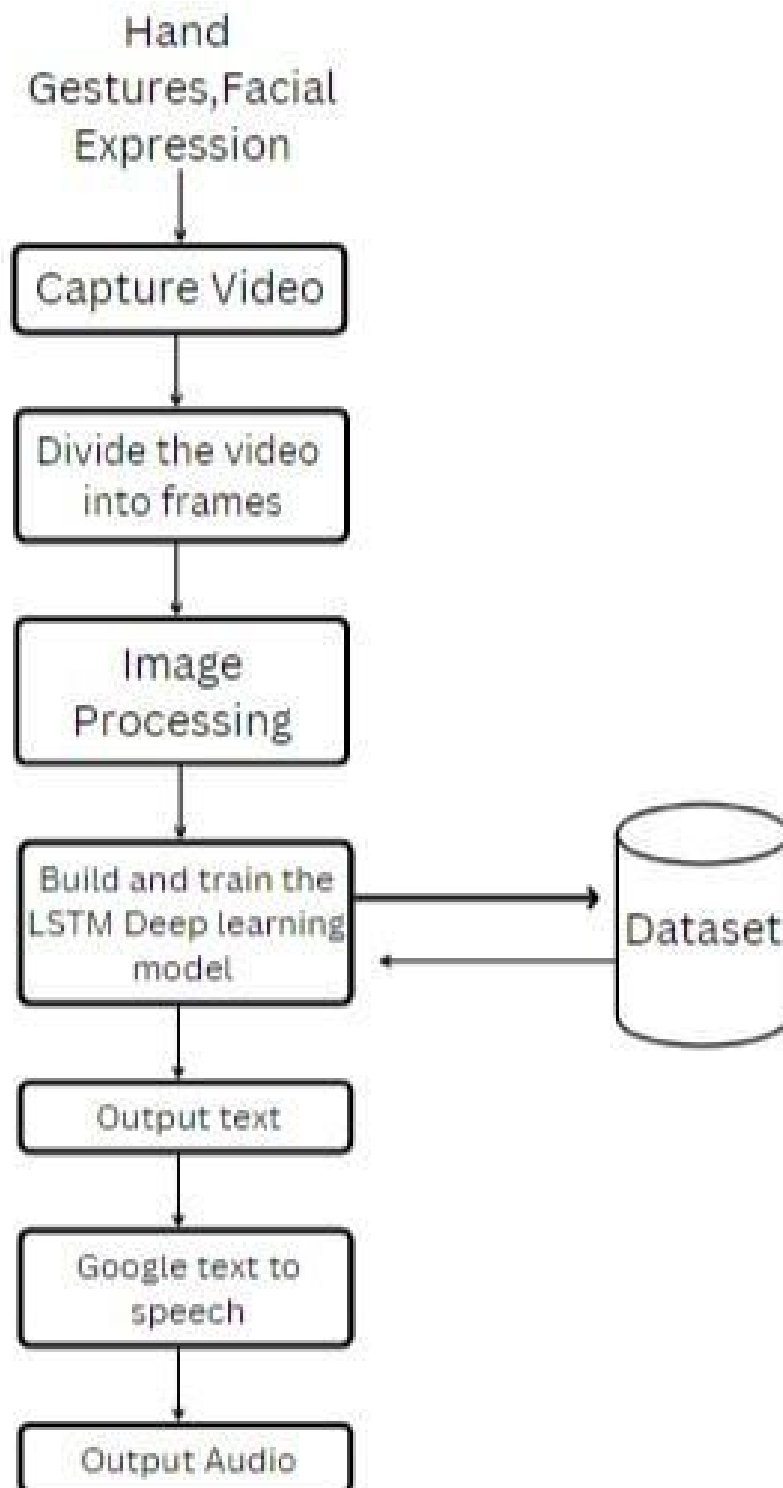 Hand
Gestures,Facial
Expression
Capture Video
Divide the video
into frames
Image
Processing
Build and train the
LSTM Deep learning
model
Dataset
Output text
Google text to
speech
Output Audio